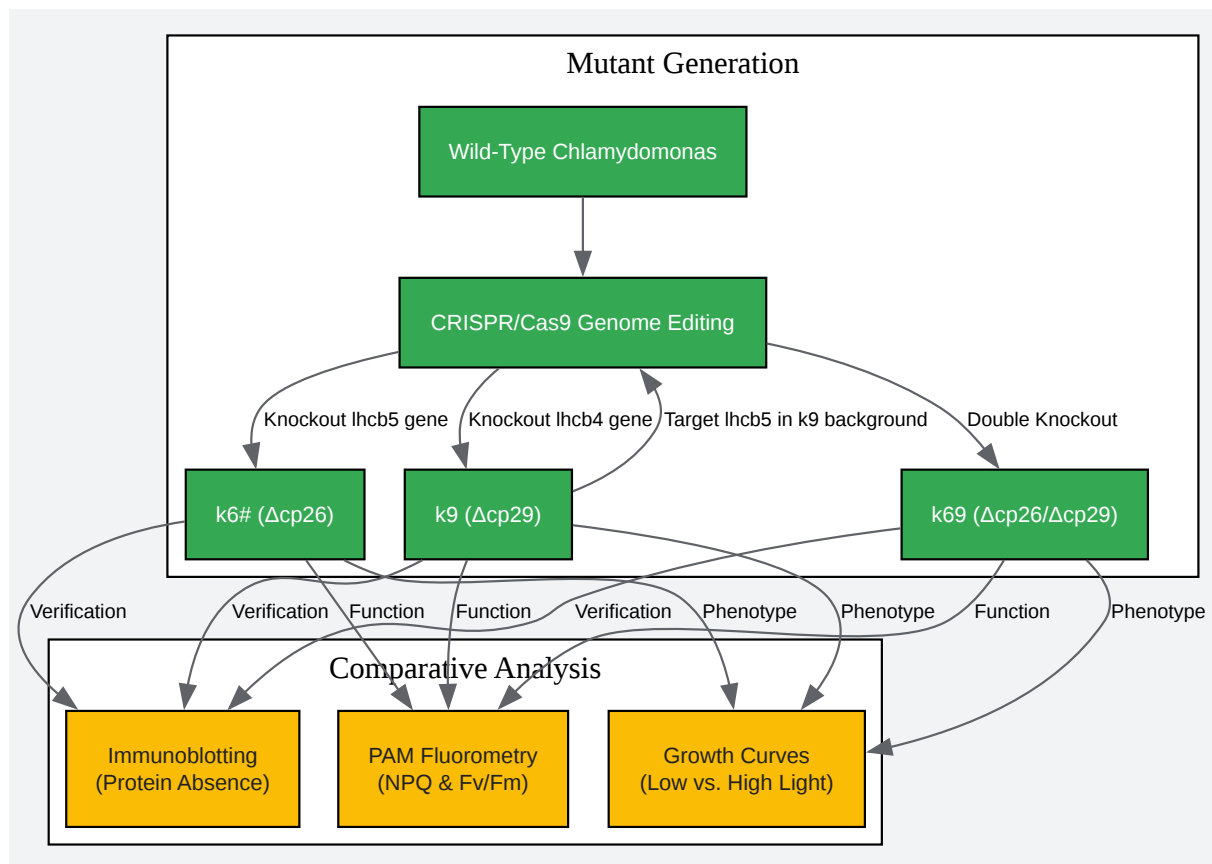 Mutant Generation
Wild-Type Chlamydomonas
CRISPR/Cas9 Genome Editing
Knockout lhcb5 gene
Knockout lhcb4 gene
Target lhcb5 in k9 background
Double Knockout
k6# (Δcp26)
k9 (Δcp29)
k69 (Δcp26/Δcp29)
Verification
Verification
Function
Function
Verification
Phenotype
Phenotype
Function
Phenotype
Comparative Analysis
Immunoblotting
(Protein Absence)
PAM Fluorometry
(NPQ & Fv/Fm)
Growth Curves
(Low vs. High Light)